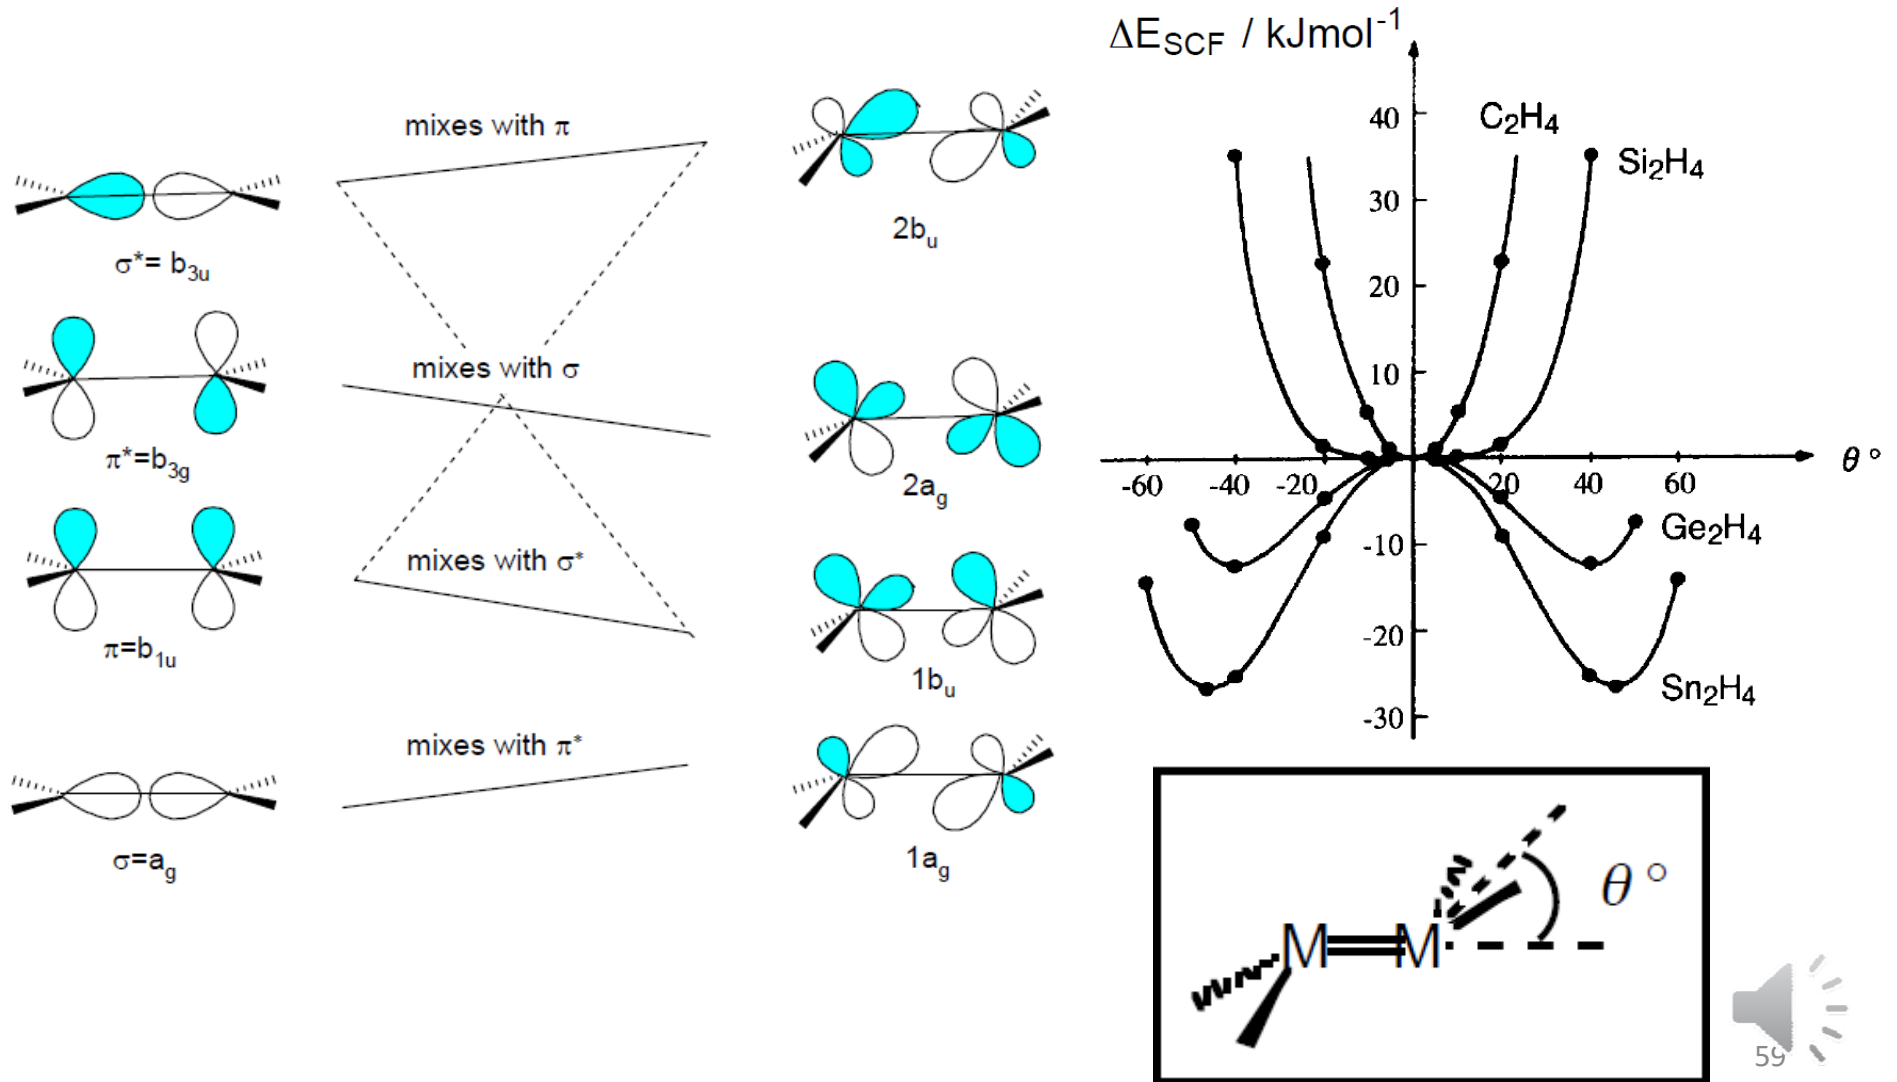 mixes with π
σ*= b3u
2bu
mixes with σ
π*=b3g
2ag
mixes with σ*
π=b1u
1bu
mixes with π*
σ=ag
1ag
ΔESCF / kJmol-1
C2H4
Si2H4
40
30
20
10
-60 -40 -20 20 40 60 θ °
-10
-20
-30
Ge2H4
Sn2H4
M M θ °
59